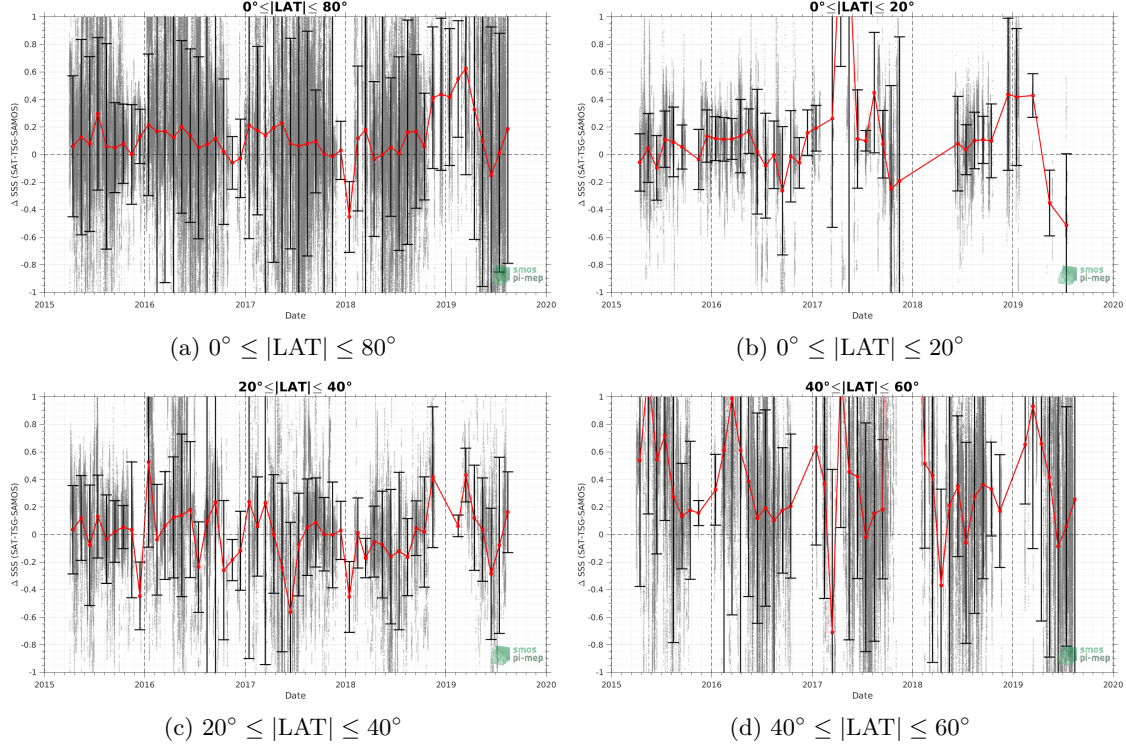 0°≤|LAT|≤ 80°
Δ SSS (SAT-TSG-SAMOS)
1
0.8
0.6
0.4
0.2
0
-0.2
-0.4
-0.6
-0.8
-1
2015 2016 2017 2018 2019 2020
Date
smos
pi-mep
(a) 0° ≤ |LAT| ≤ 80°
0°≤|LAT|≤ 20°
Δ SSS (SAT-TSG-SAMOS)
1
0.8
0.6
0.4
0.2
0
-0.2
-0.4
-0.6
-0.8
-1
2015 2016 2017 2018 2019 2020
Date
smos
pi-mep
(b) 0° ≤ |LAT| ≤ 20°
20°≤|LAT|≤ 40°
Δ SSS (SAT-TSG-SAMOS)
1
0.8
0.6
0.4
0.2
0
-0.2
-0.4
-0.6
-0.8
-1
2015 2016 2017 2018 2019 2020
Date
smos
pi-mep
(c) 20° ≤ |LAT| ≤ 40°
40°≤|LAT|≤ 60°
Δ SSS (SAT-TSG-SAMOS)
1
0.8
0.6
0.4
0.2
0
-0.2
-0.4
-0.6
-0.8
-1
2015 2016 2017 2018 2019 2020
Date
smos
pi-mep
(d) 40° ≤ |LAT| ≤ 60°